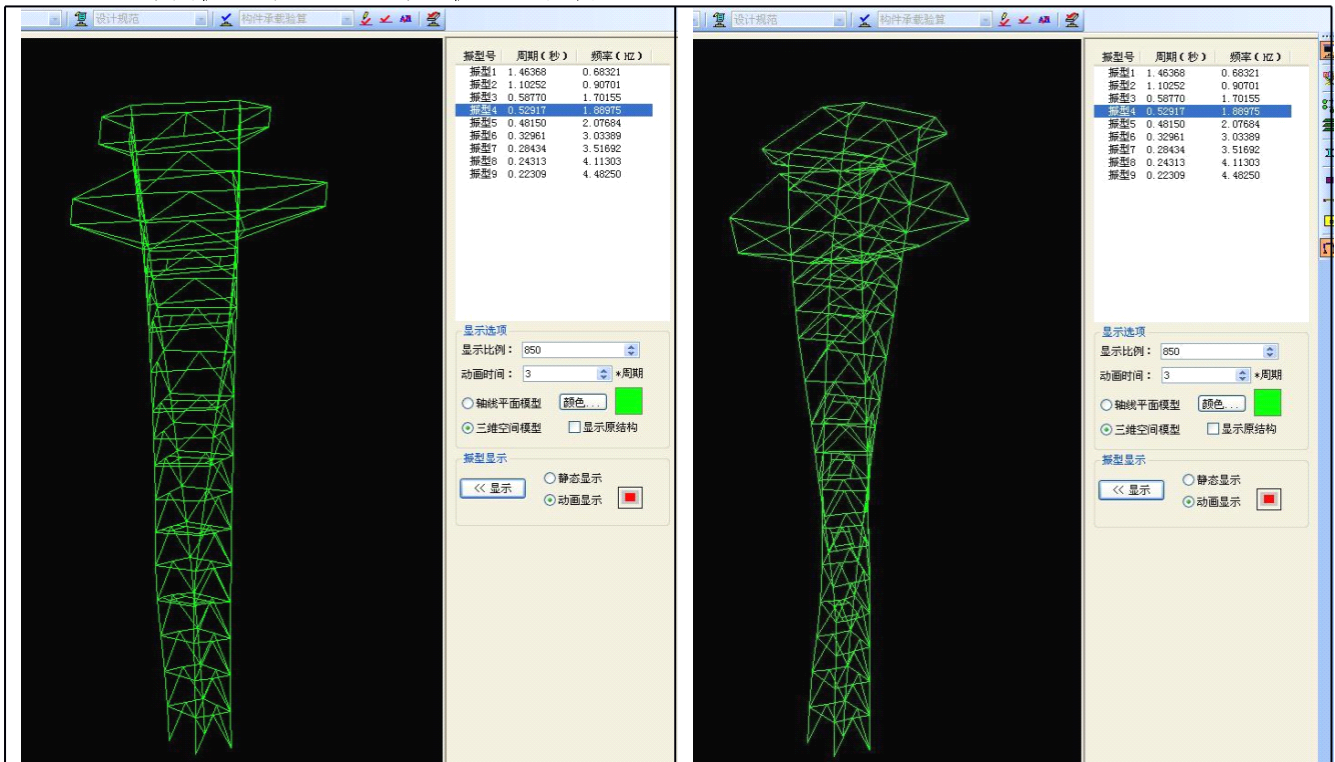 设计规范 构件承载验算
振型号 周期(秒) 频率(HZ)
振型1 1.46368 0.68321
振型2 1.10252 0.90701
振型3 0.58770 1.70155
振型4 0.52917 1.88975
振型5 0.48150 2.07684
振型6 0.32961 3.03389
振型7 0.28434 3.51692
振型8 0.24313 4.11303
振型9 0.22309 4.48250
显示选项
显示比例: 850
动画时间: 3 *周期
轴线平面模型 颜色...
三维空间模型 显示原结构
振型显示
<< 显示
静态显示
动画显示
设计规范 构件承载验算
振型号 周期(秒) 频率(HZ)
振型1 1.46368 0.68321
振型2 1.10252 0.90701
振型3 0.58770 1.70155
振型4 0.52917 1.88975
振型5 0.48150 2.07684
振型6 0.32961 3.03389
振型7 0.28434 3.51692
振型8 0.24313 4.11303
振型9 0.22309 4.48250
显示选项
显示比例: 850
动画时间: 3 *周期
轴线平面模型 颜色...
三维空间模型 显示原结构
振型显示
<< 显示
静态显示
动画显示